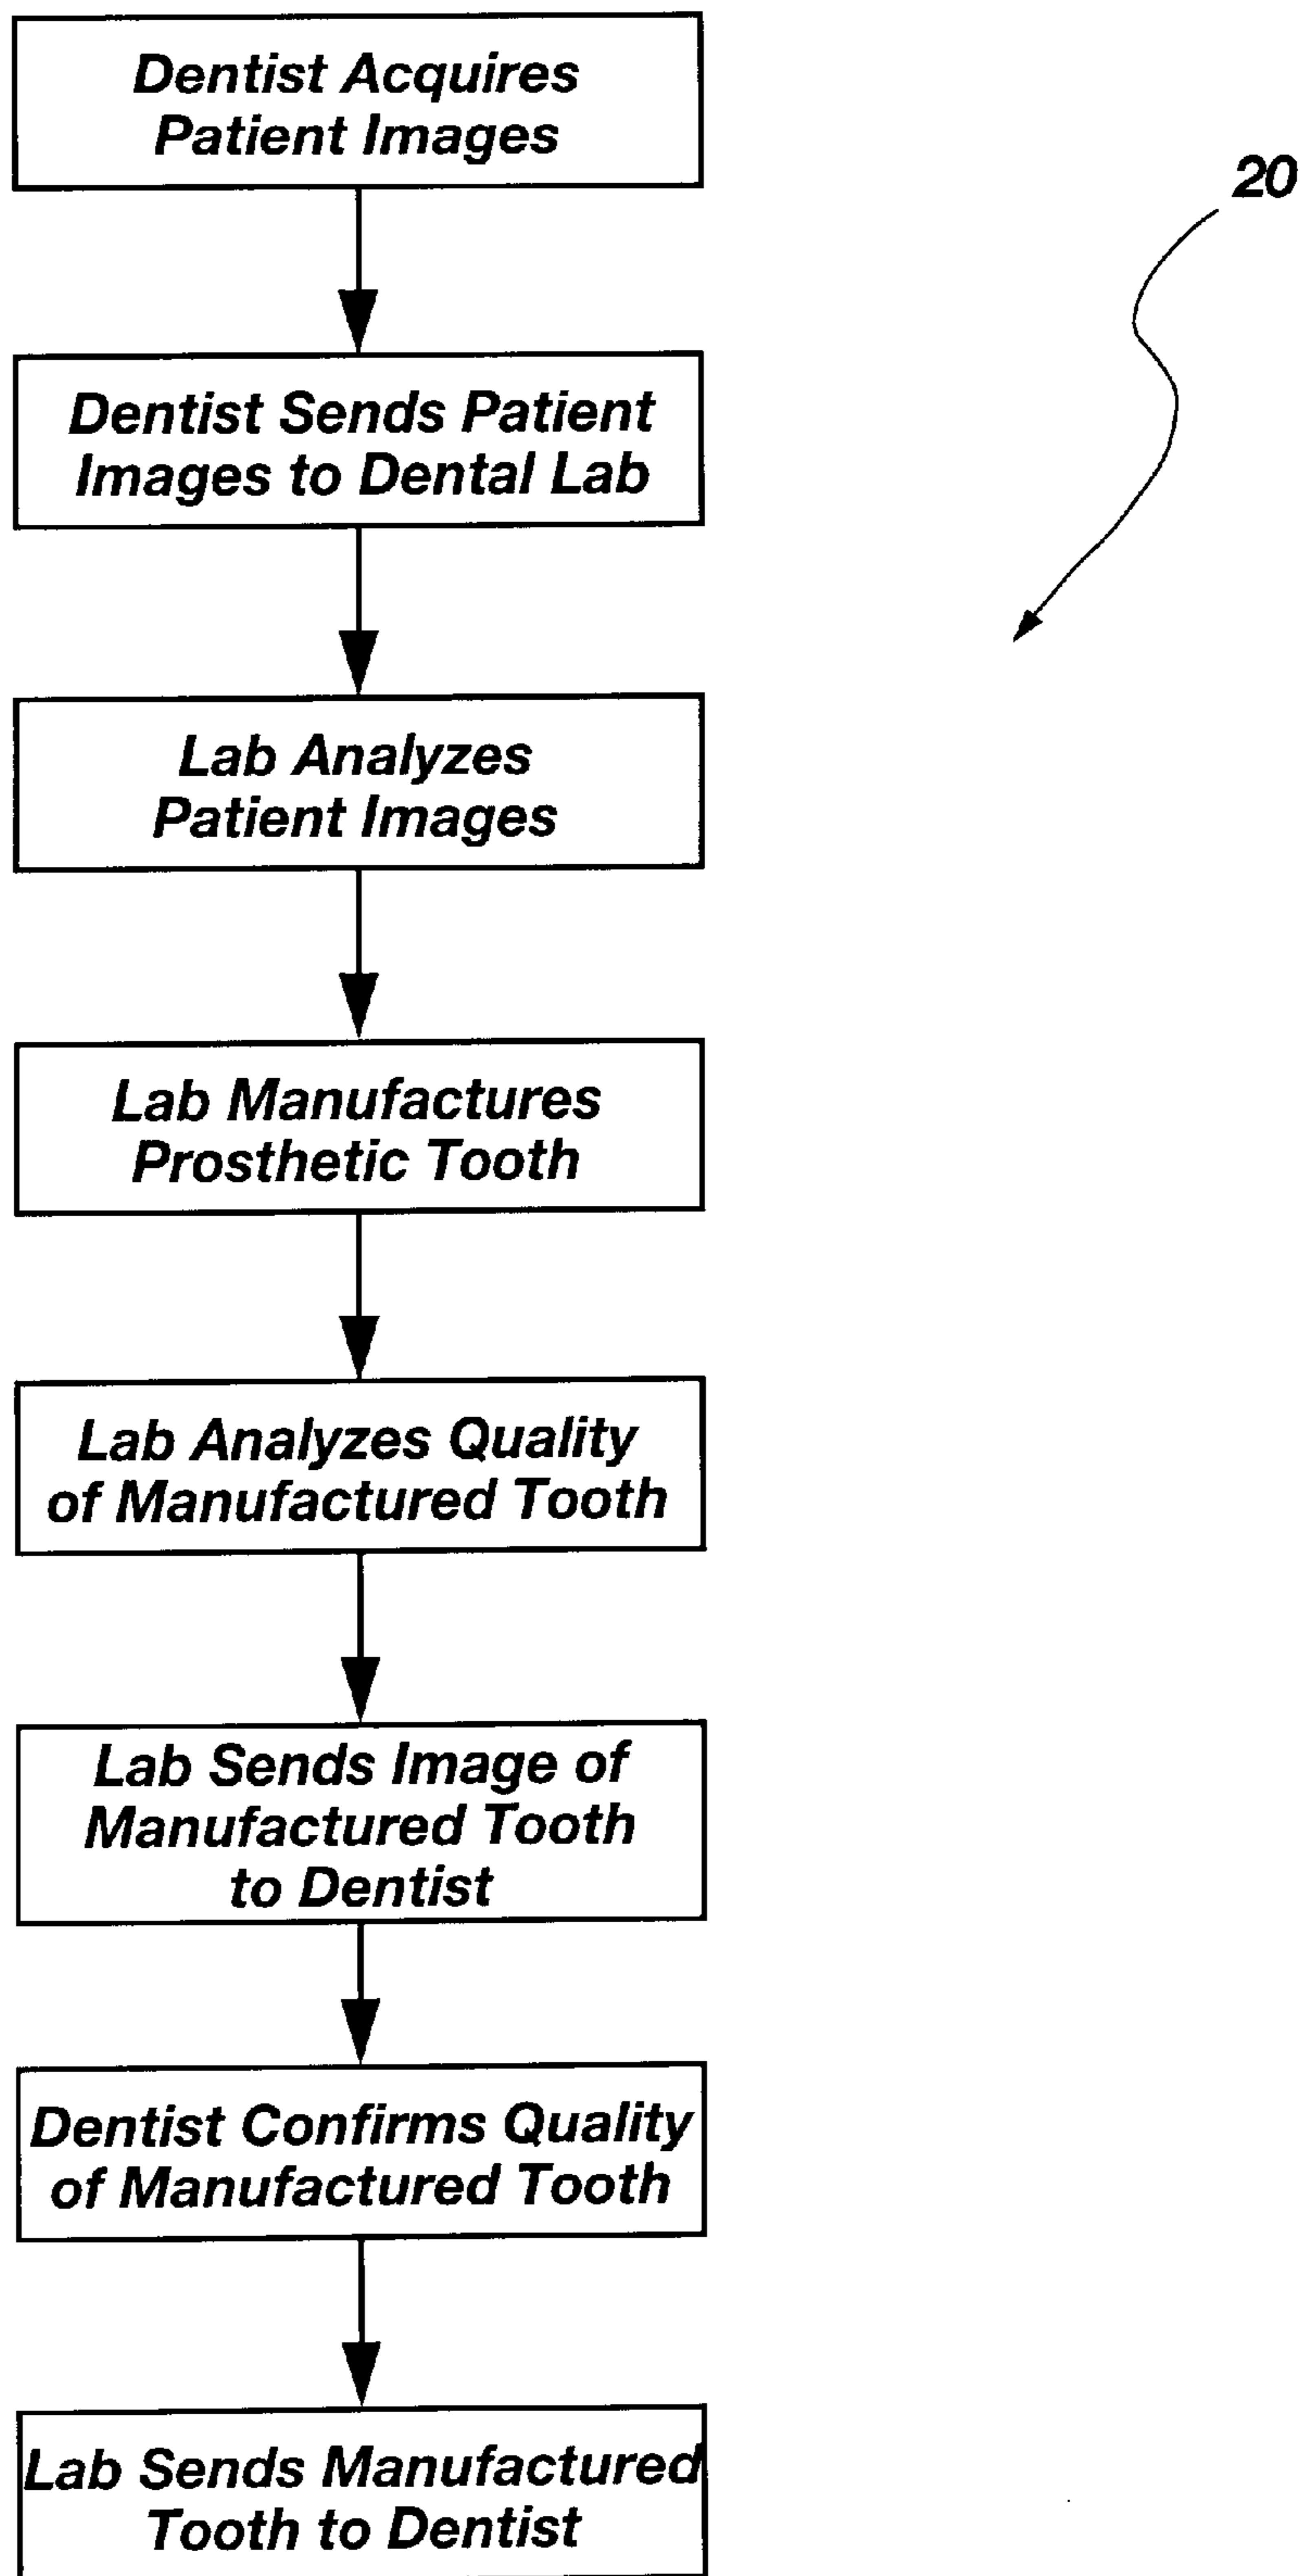 Dentist Acquires
Patient Images
20
Dentist Sends Patient
Images to Dental Lab
Lab Analyzes
Patient Images
Lab Manufactures
Prosthetic Tooth
Lab Analyzes Quality
of Manufactured Tooth
Lab Sends Image of
Manufactured Tooth
to Dentist
Dentist Confirms Quality
of Manufactured Tooth
Lab Sends Manufactured
Tooth to Dentist